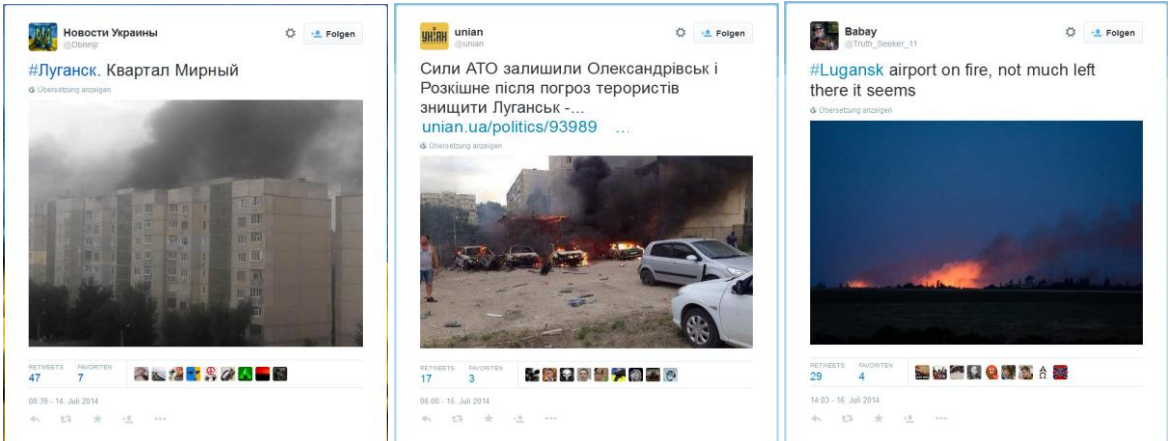 Новости Украины
@Dbnmjr
Folgen
#Луганск. Квартал Мирный
Übersetzung anzeigen
RETWEETS FAVORITEN
47 7
08:39 - 14. Juli 2014
УНІАН
unian
@unian
Folgen
Сили АТО залишили Олександрівськ і
Розкішне після погроз терористів
знищити Луганськ -...
unian.ua/politics/93989 ...
Übersetzung anzeigen
RETWEETS FAVORITEN
17 3
06:00 - 15. Juli 2014
Babay
@Truth_Seeker_11
Folgen
#Lugansk airport on fire, not much left
there it seems
Übersetzung anzeigen
RETWEETS FAVORITEN
29 4
14:03 - 16. Juli 2014